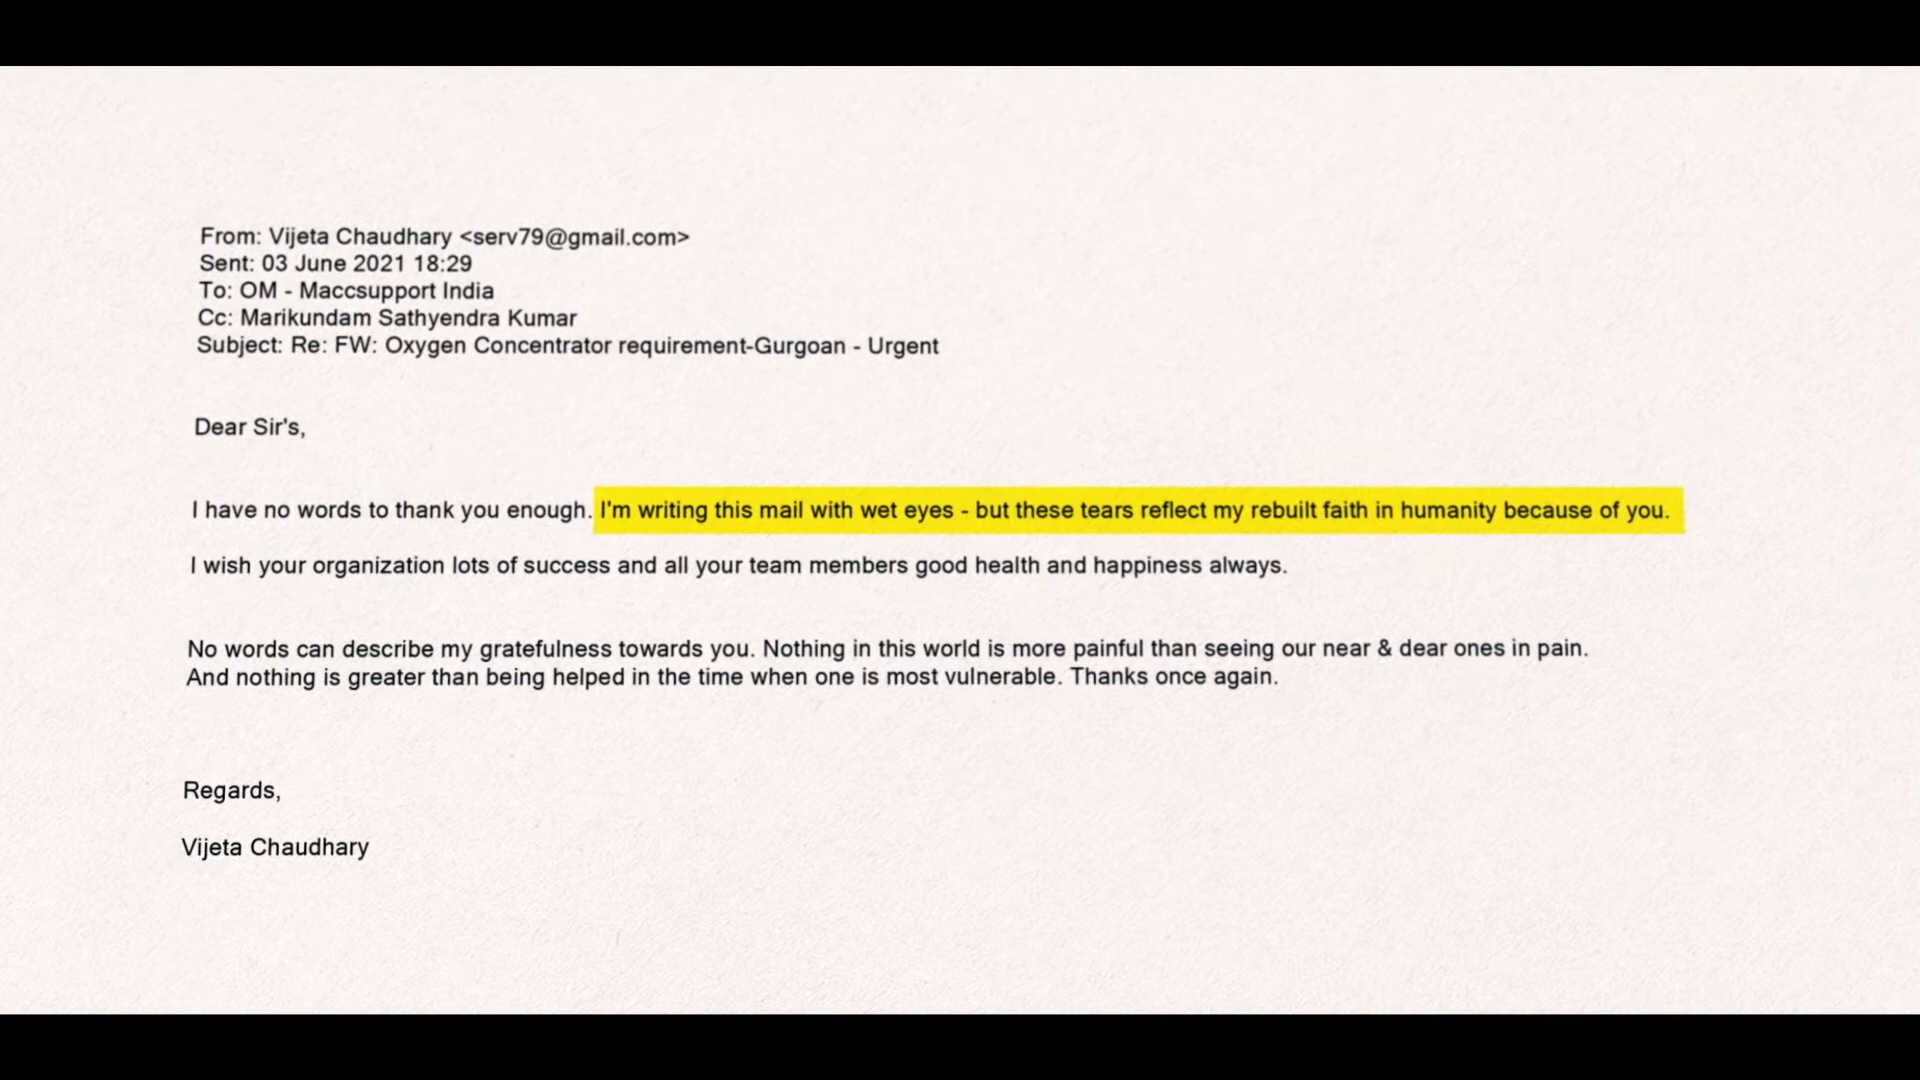 From: Vijeta Chaudhary <serv79@gmail.com>
Sent: 03 June 2021 18:29
To: OM - Maccsupport India
Cc: Marikundam Sathyendra Kumar
Subject: Re: FW: Oxygen Concentrator requirement-Gurgoan - Urgent
Dear Sir's,
I have no words to thank you enough. I'm writing this mail with wet eyes - but these tears reflect my rebuilt faith in humanity because of you.
I wish your organization lots of success and all your team members good health and happiness always.
No words can describe my gratefulness towards you. Nothing in this world is more painful than seeing our near & dear ones in pain.
And nothing is greater than being helped in the time when one is most vulnerable. Thanks once again.
Regards,
Vijeta Chaudhary